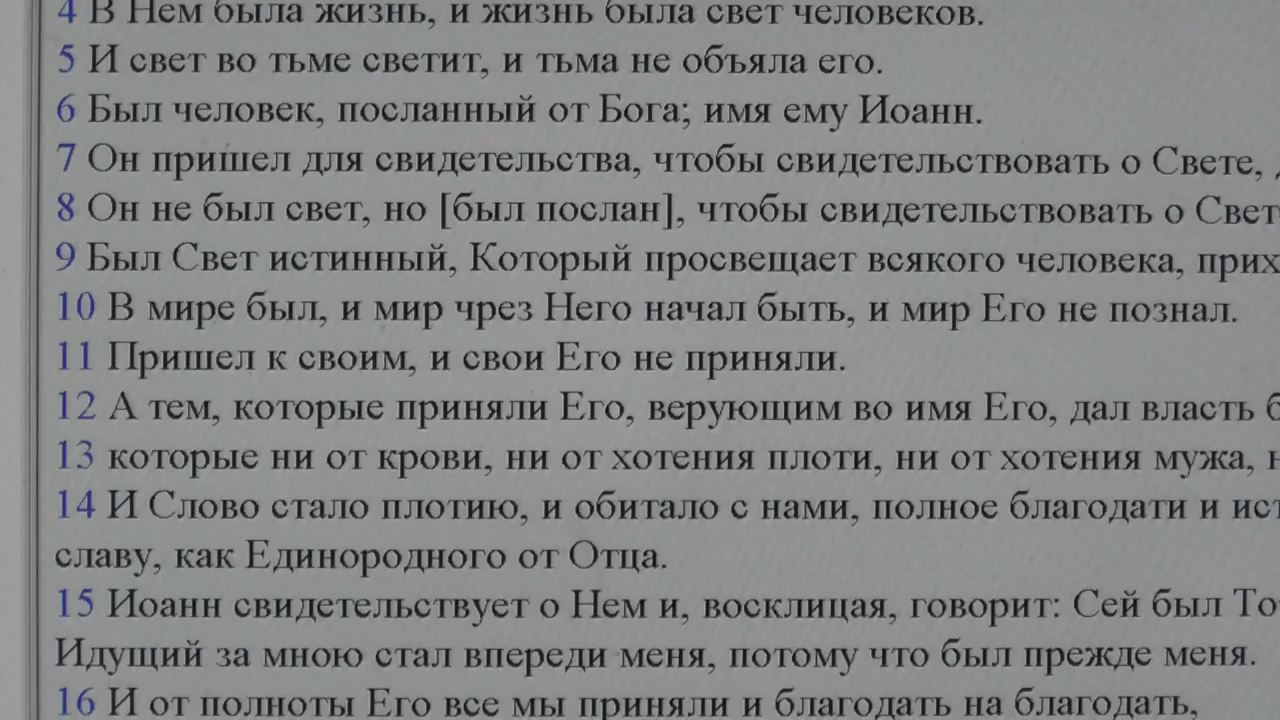 4 В Нем была жизнь, и жизнь была свет человеков.
5 И свет во тьме светит, и тьма не объяла его.
6 Был человек, посланный от Бога; имя ему Иоанн.
7 Он пришел для свидетельства, чтобы свидетельствовать о Свете,
8 Он не был свет, но [был послан], чтобы свидетельствовать о Свет
9 Был Свет истинный, Который просвещает всякого человека, прих
10 В мире был, и мир чрез Него начал быть, и мир Его не познал.
11 Пришел к своим, и свои Его не приняли.
12 А тем, которые приняли Его, верующим во имя Его, дал власть
13 которые ни от крови, ни от хотения плоти, ни от хотения мужа,
14 И Слово стало плотию, и обитало с нами, полное благодати и ист
славу, как Единородного от Отца.
15 Иоанн свидетельствует о Нем и, восклицая, говорит: Сей был То
Идущий за мною стал впереди меня, потому что был прежде меня.
16 И от полноты Его все мы приняли и благодать на благодать,